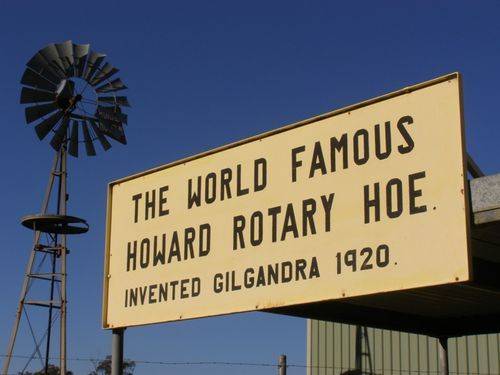 THE WORLD FAMOUS
HOWARD ROTARY HOE.
INVENTED GILGANDRA 1920.